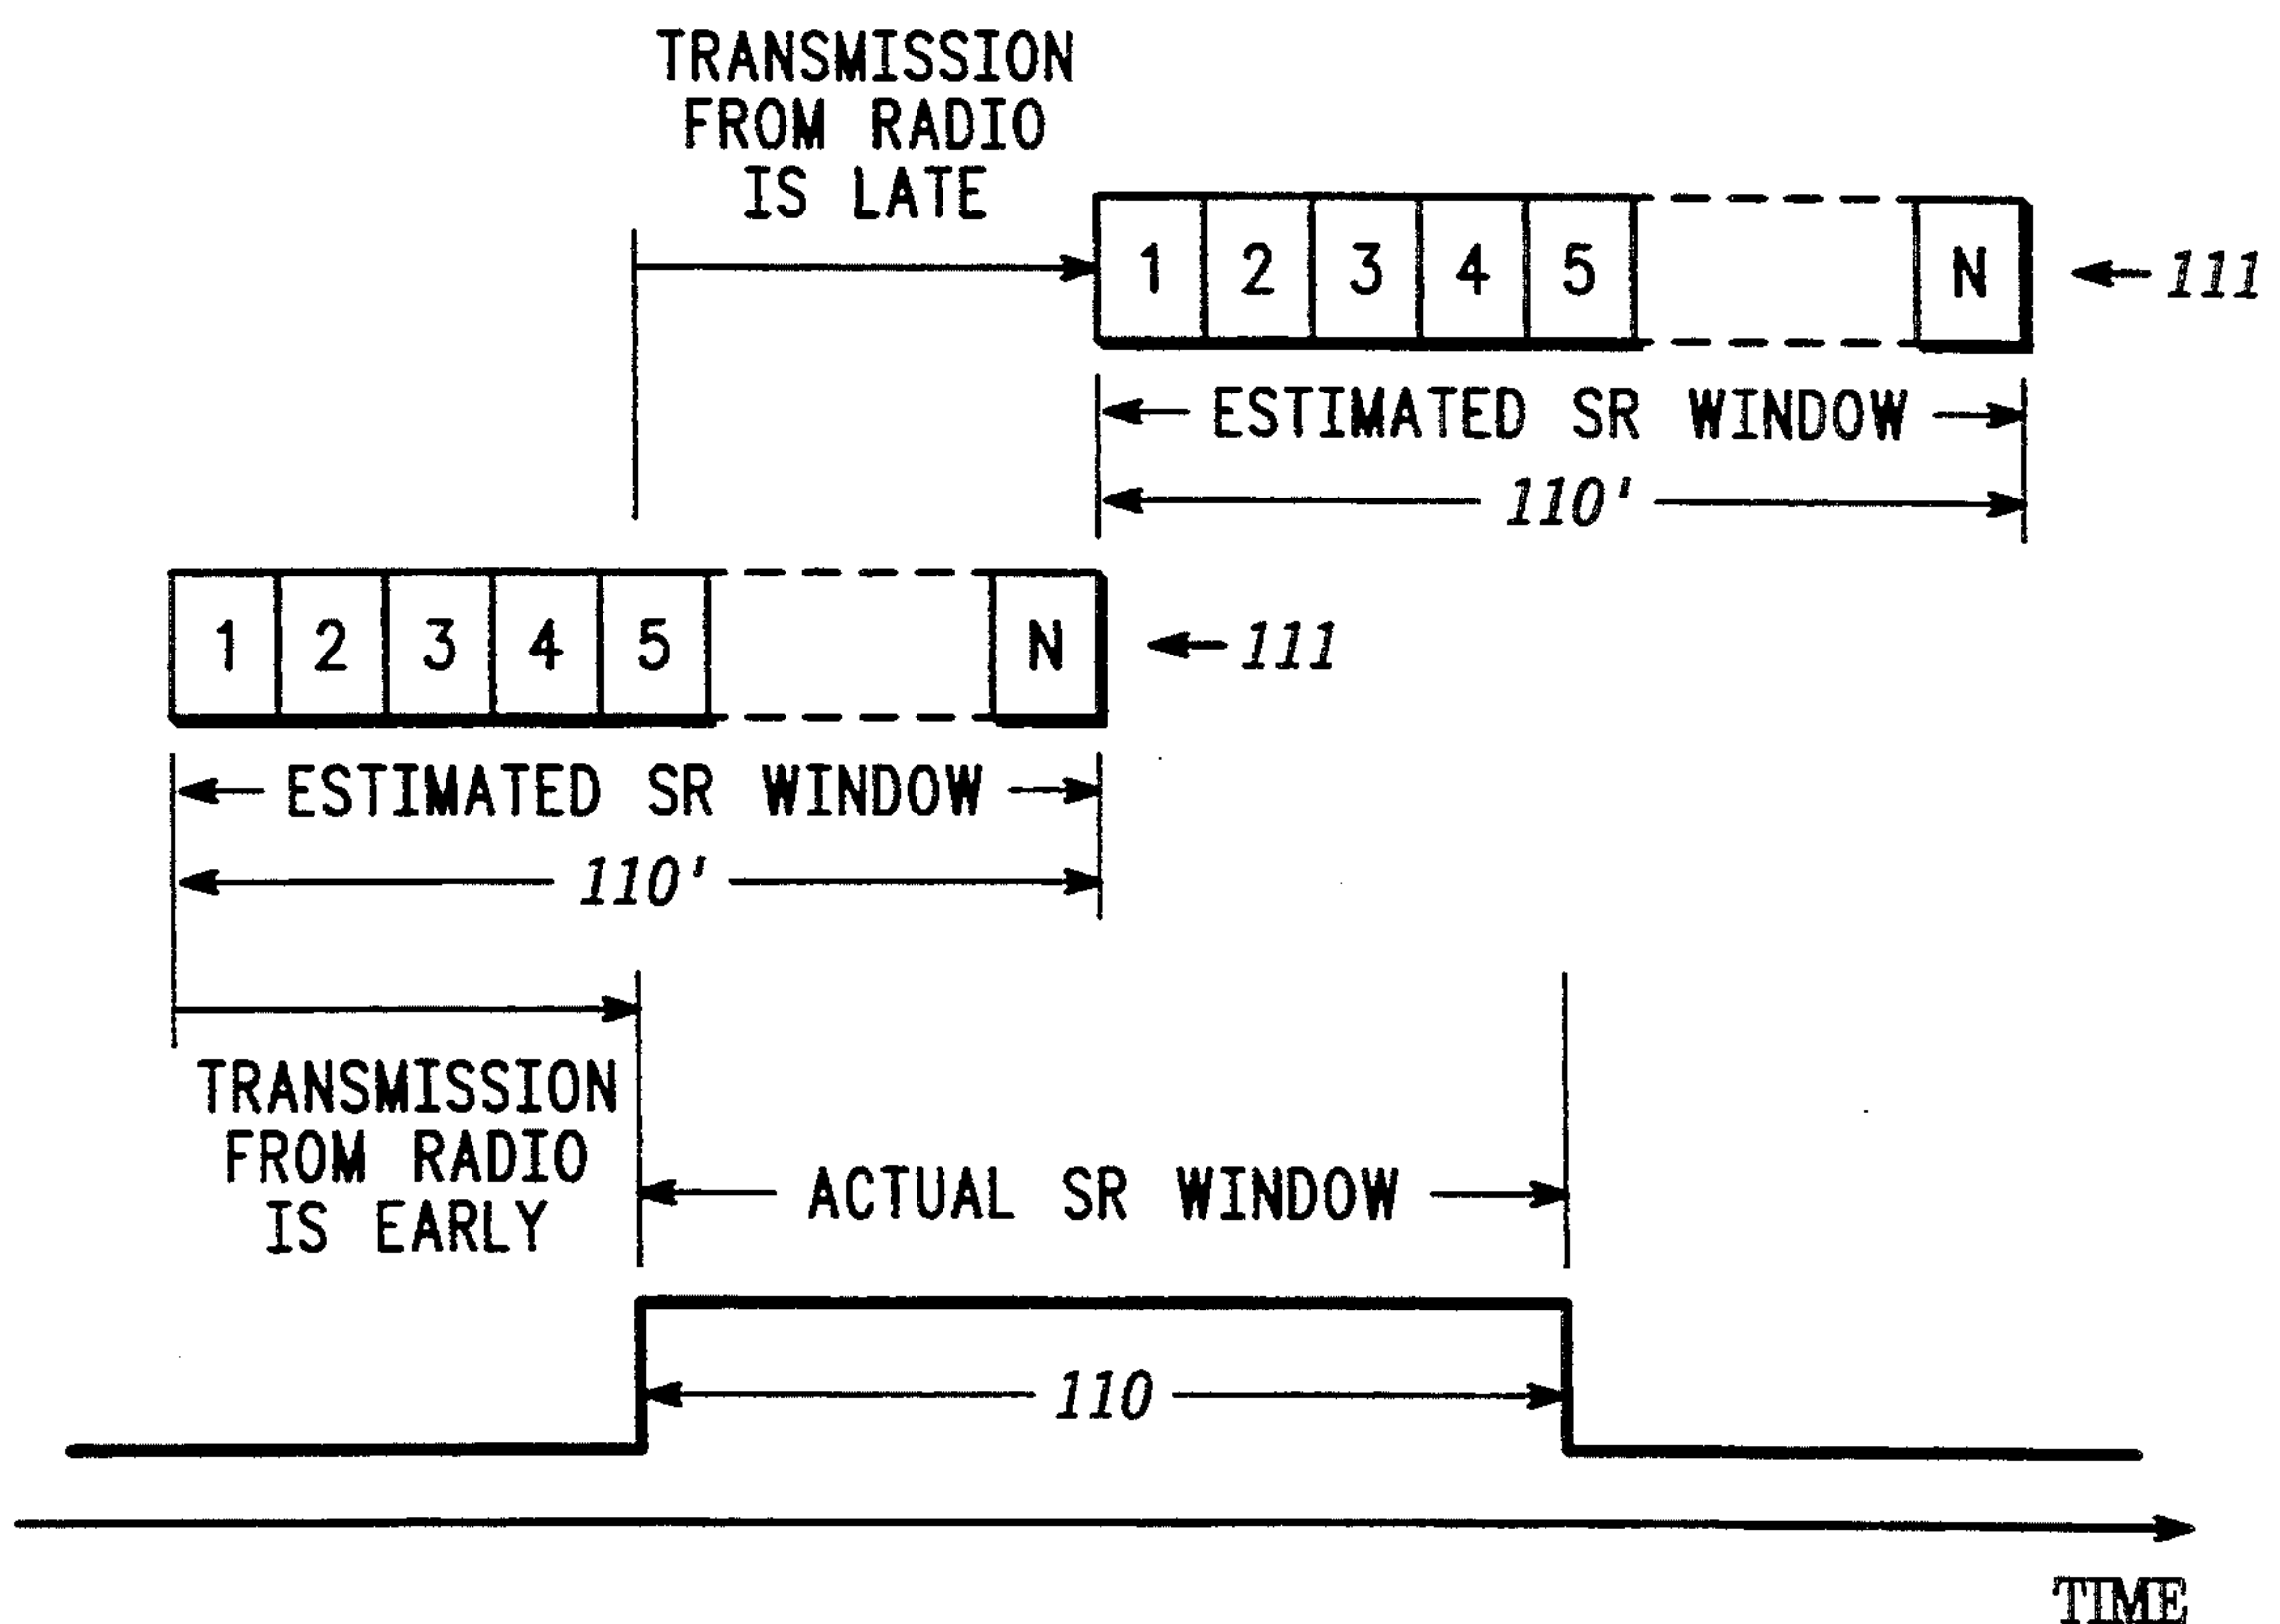 TRANSMISSION
FROM RADIO
IS LATE
1 2 3 4 5 N 111
ESTIMATED SR WINDOW
110'
1 2 3 4 5 N 111
ESTIMATED SR WINDOW
110'
TRANSMISSION
FROM RADIO
IS EARLY
ACTUAL SR WINDOW
110
TIME